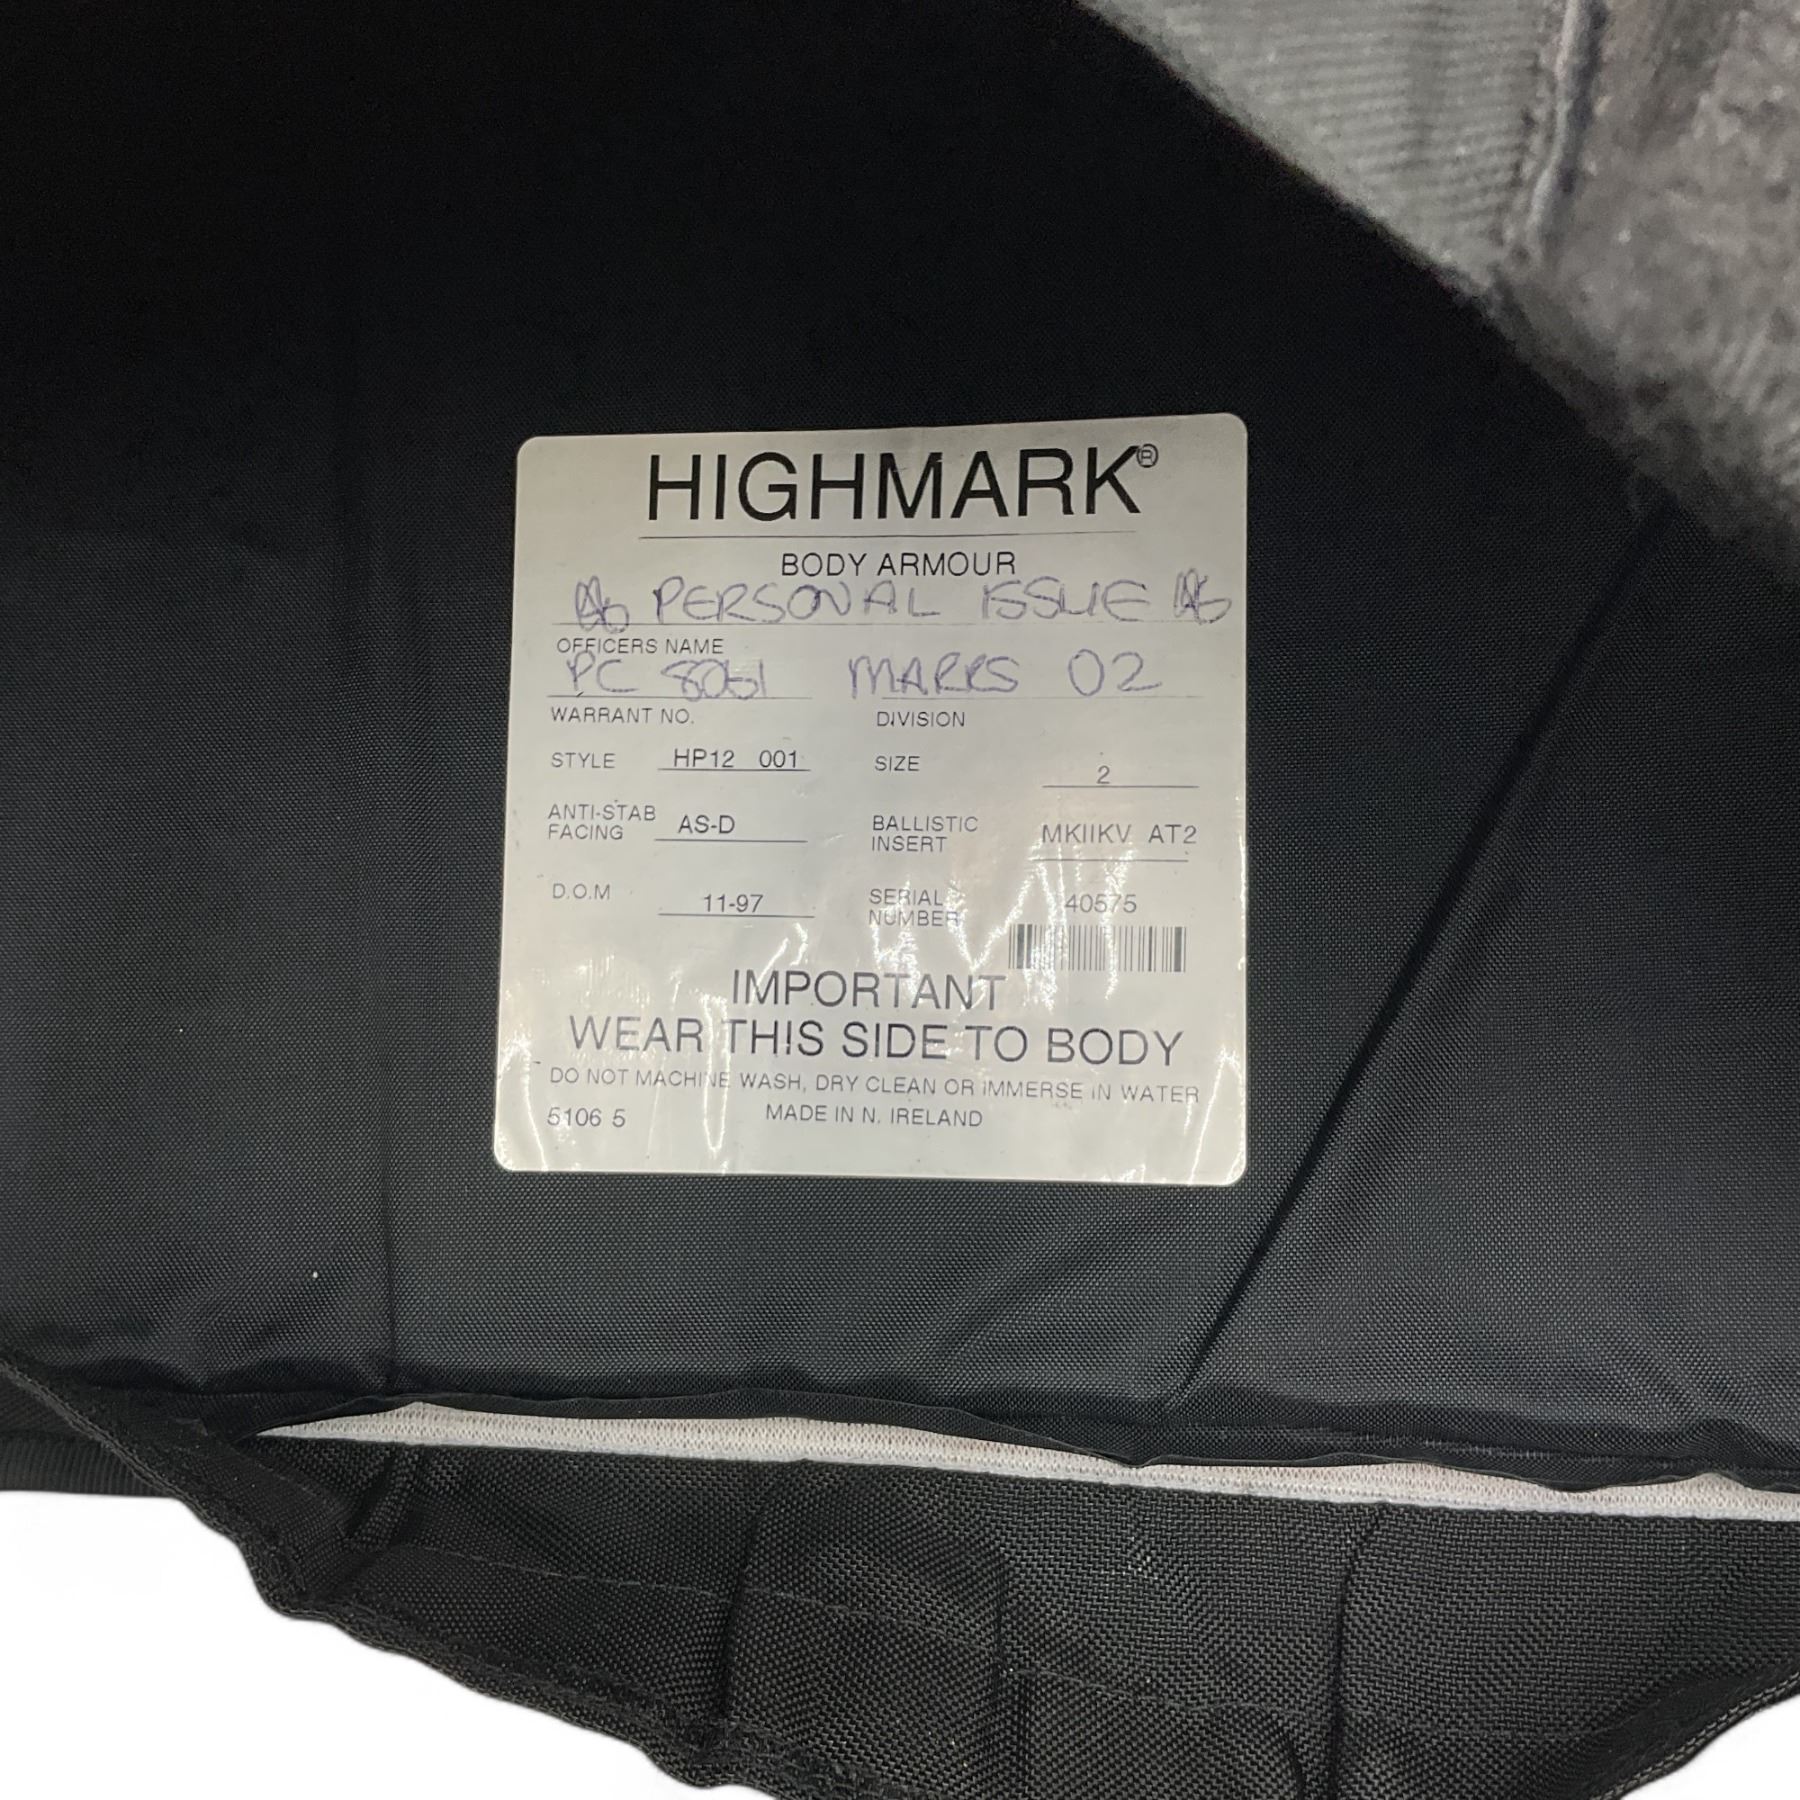 HIGHMARK®
BODY ARMOUR
PERSONAL ISSUE
OFFICERS NAME
PC 8061 MARKS 02
WARRANT NO. DIVISION
STYLE HP12 001 SIZE 2
ANTI-STAB FACING AS-D BALLISTIC INSERT MKIIKV AT2
D.O.M 11-97 SERIAL NUMBER 40575
IMPORTANT
WEAR THIS SIDE TO BODY
DO NOT MACHINE WASH, DRY CLEAN OR IMMERSE IN WATER
5106 5 MADE IN N. IRELAND